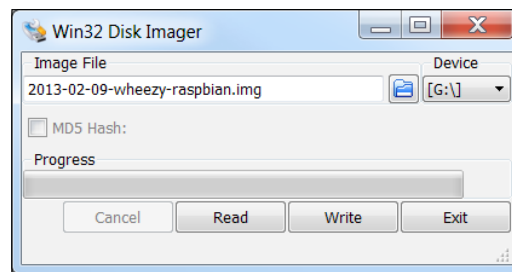 Win32 Disk Imager
Image File Device
2013-02-09-wheezy-raspbian.img [G:\]
MD5 Hash:
Progress
Cancel Read Write Exit